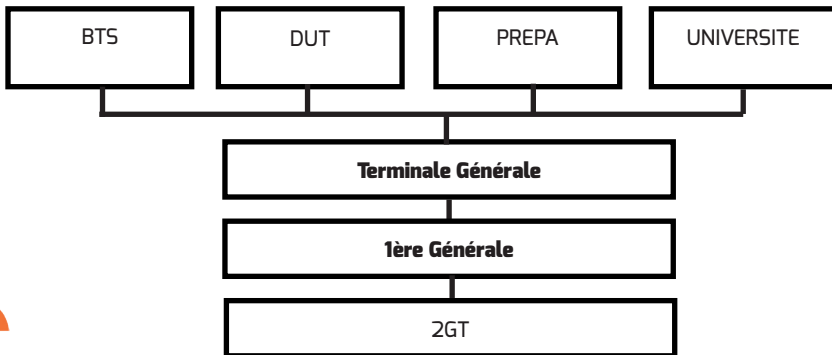 BTS
DUT
PREPA
UNIVERSITE
Terminale Générale
1ère Générale
2GT